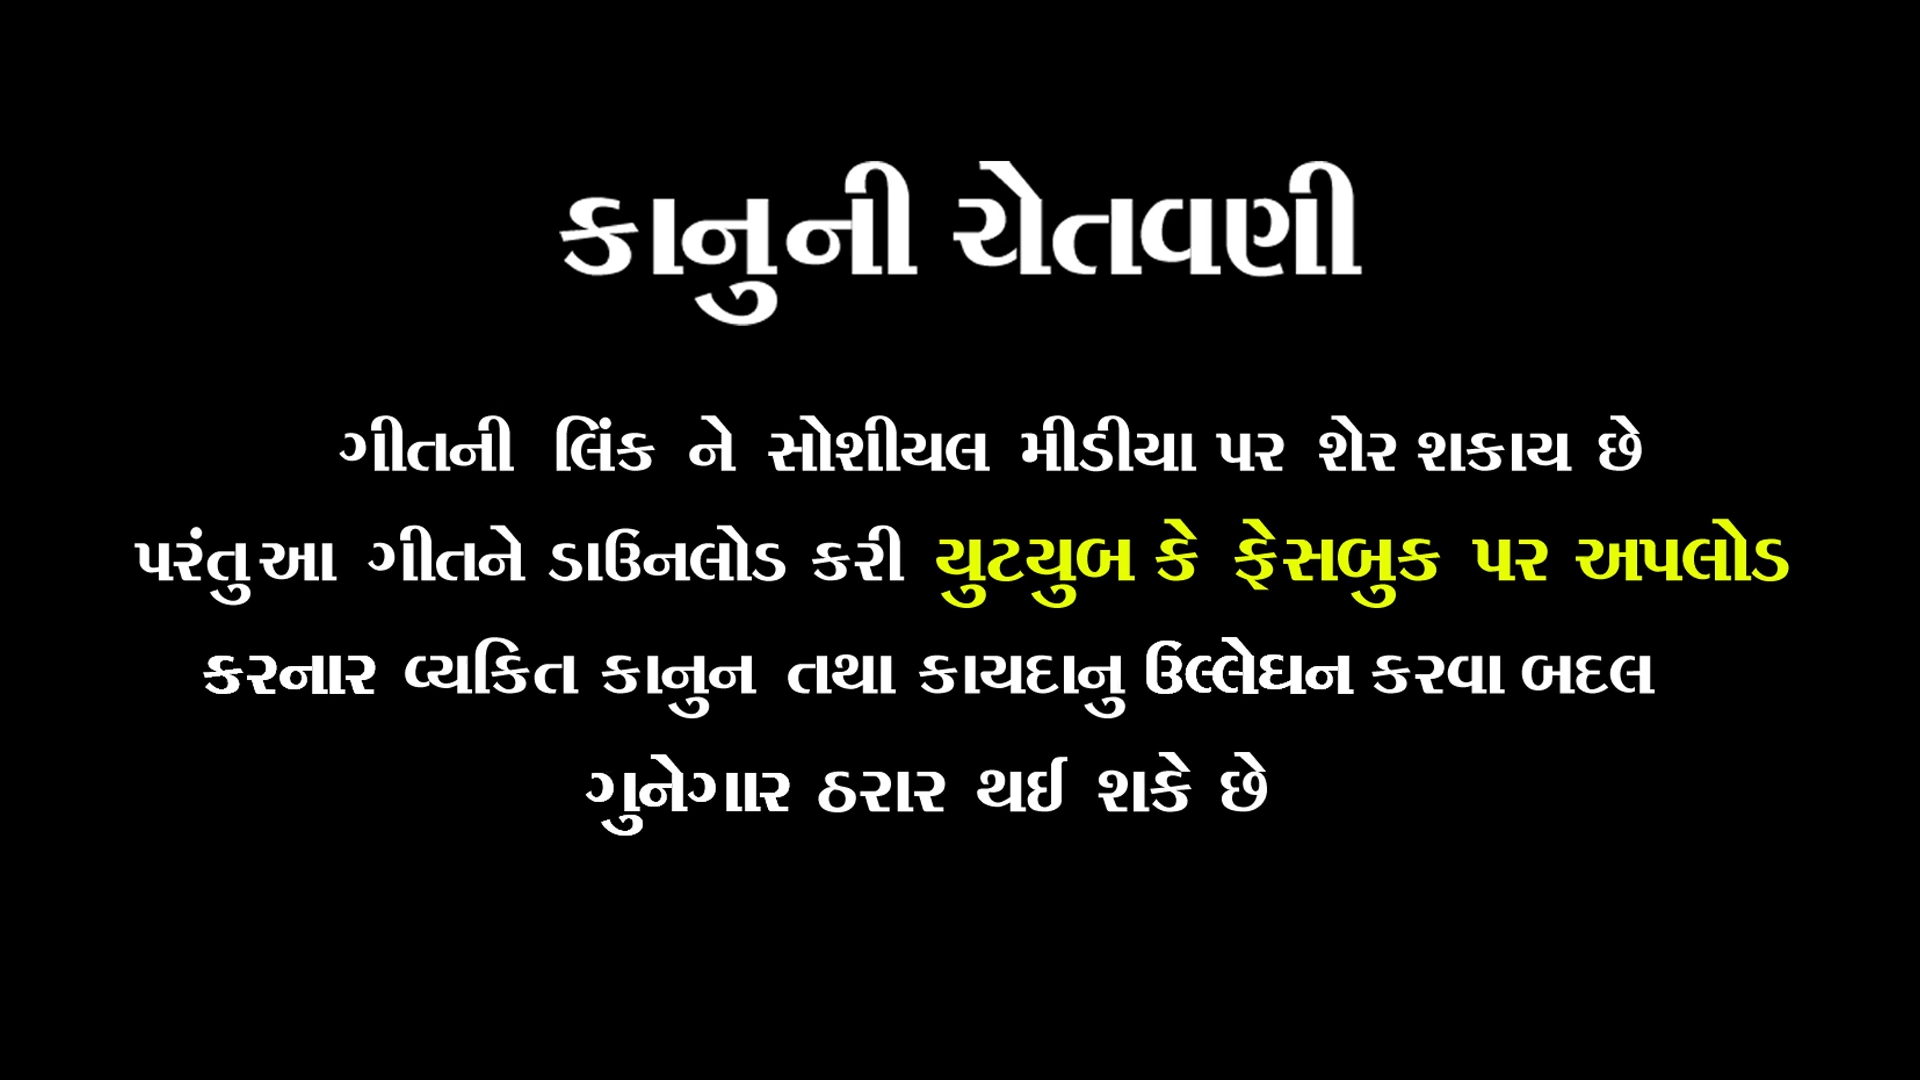 કાનુની ચેતવણી
ગીતની લિંક ને સોશીયલ મીડીયા પર શેર શકાય છે
પરંતુ આ ગીતને ડાઉનલોડ કરી યુટયુબ કે ફેસબુક પર અપલોડ
કરનાર વ્યકિત કાનુન તથા કાયદાનુ ઉલ્લેઘન કરવા બદલ
ગુનેગાર ઠરાર થઈ શકે છે